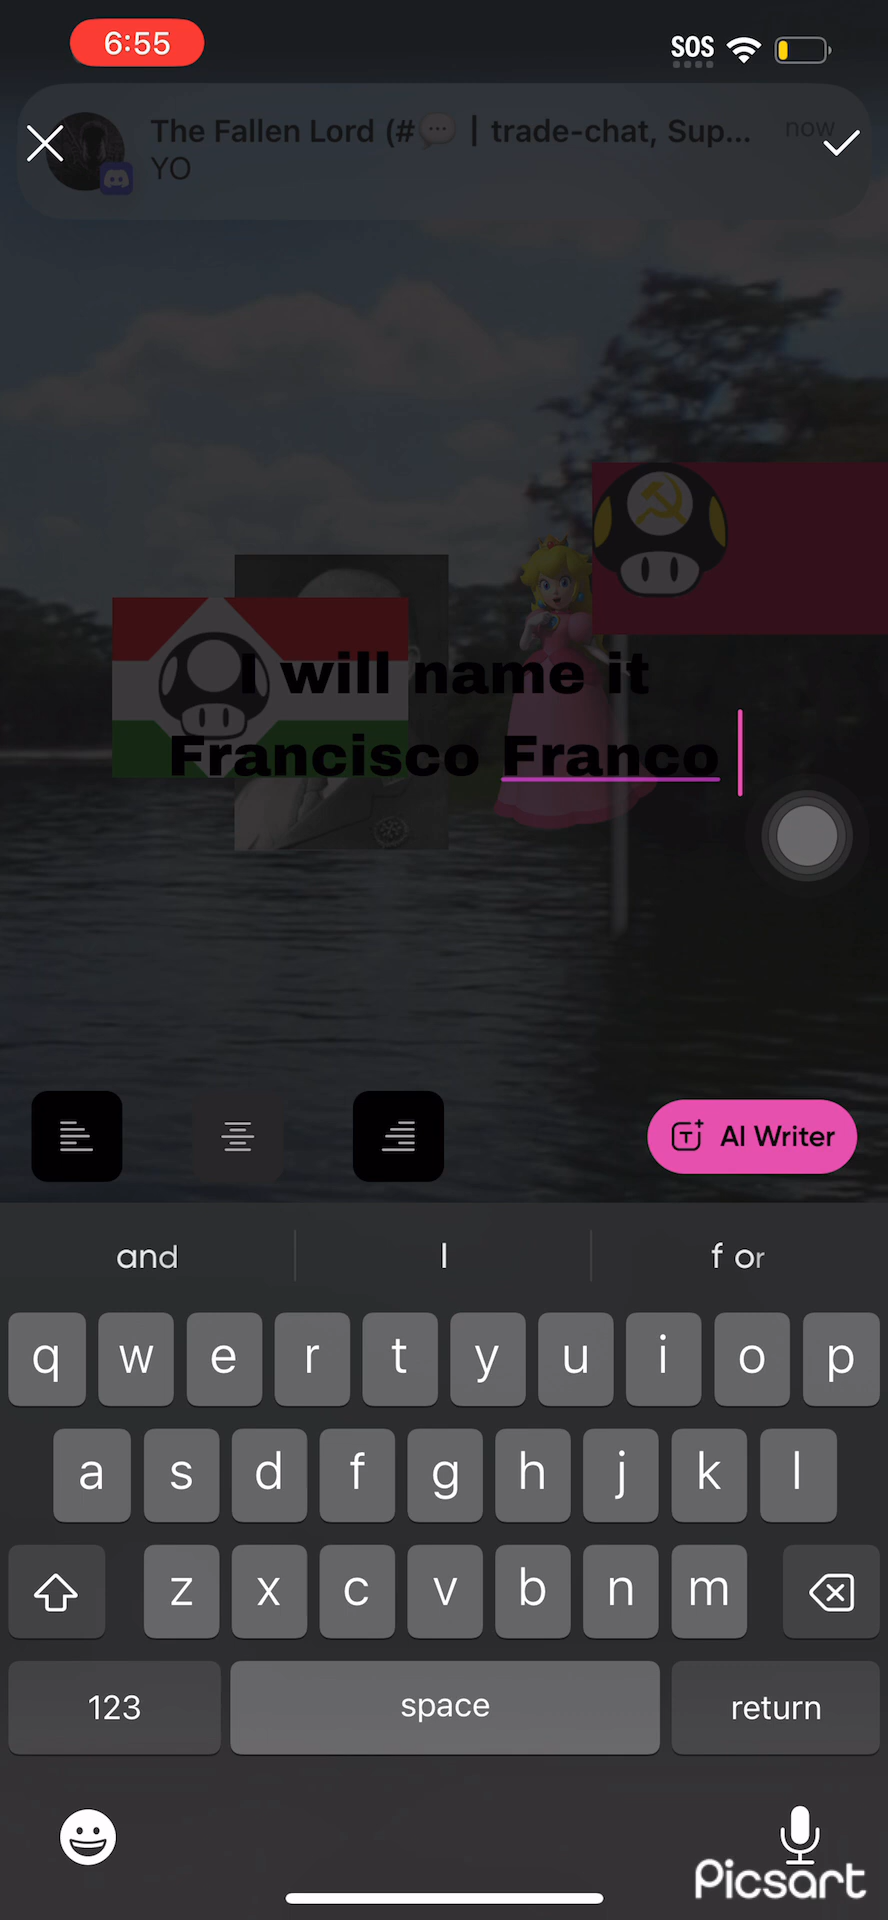 6:55
SOS
The Fallen Lord (#💬 | trade-chat, Sup...
now
YO
I will name it
Francisco Franco
AI Writer
and
I
f or
q w e r t y u i o p
a s d f g h j k l
z x c v b n m
123
space
return
Picsart